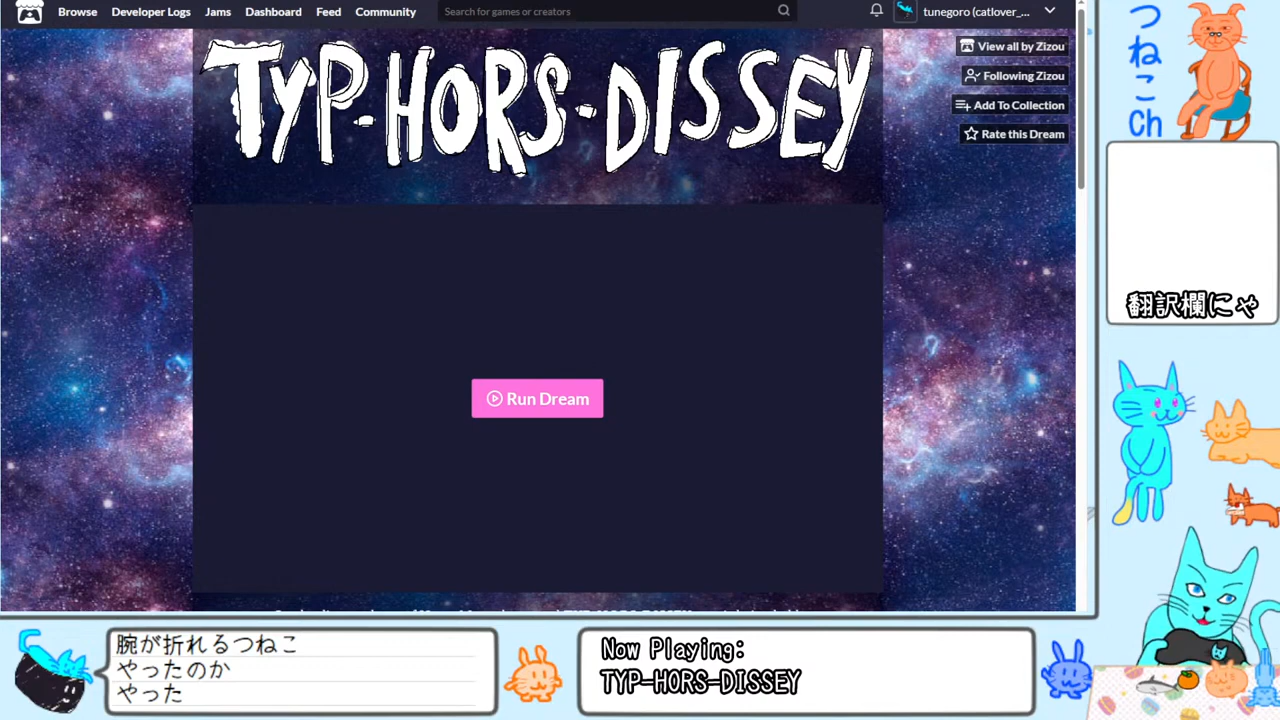 Browse Developer Logs Jams Dashboard Feed Community Search for games or creators tunegoro (catlover_...
TYP-HORS-DISSEY
View all by Zizou
Following Zizou
Add To Collection
Rate this Dream
Run Dream
つねこCh
翻訳欄にゃ
腕が折れるつねこ
やったのか
やった
Now Playing:
TYP-HORS-DISSEY